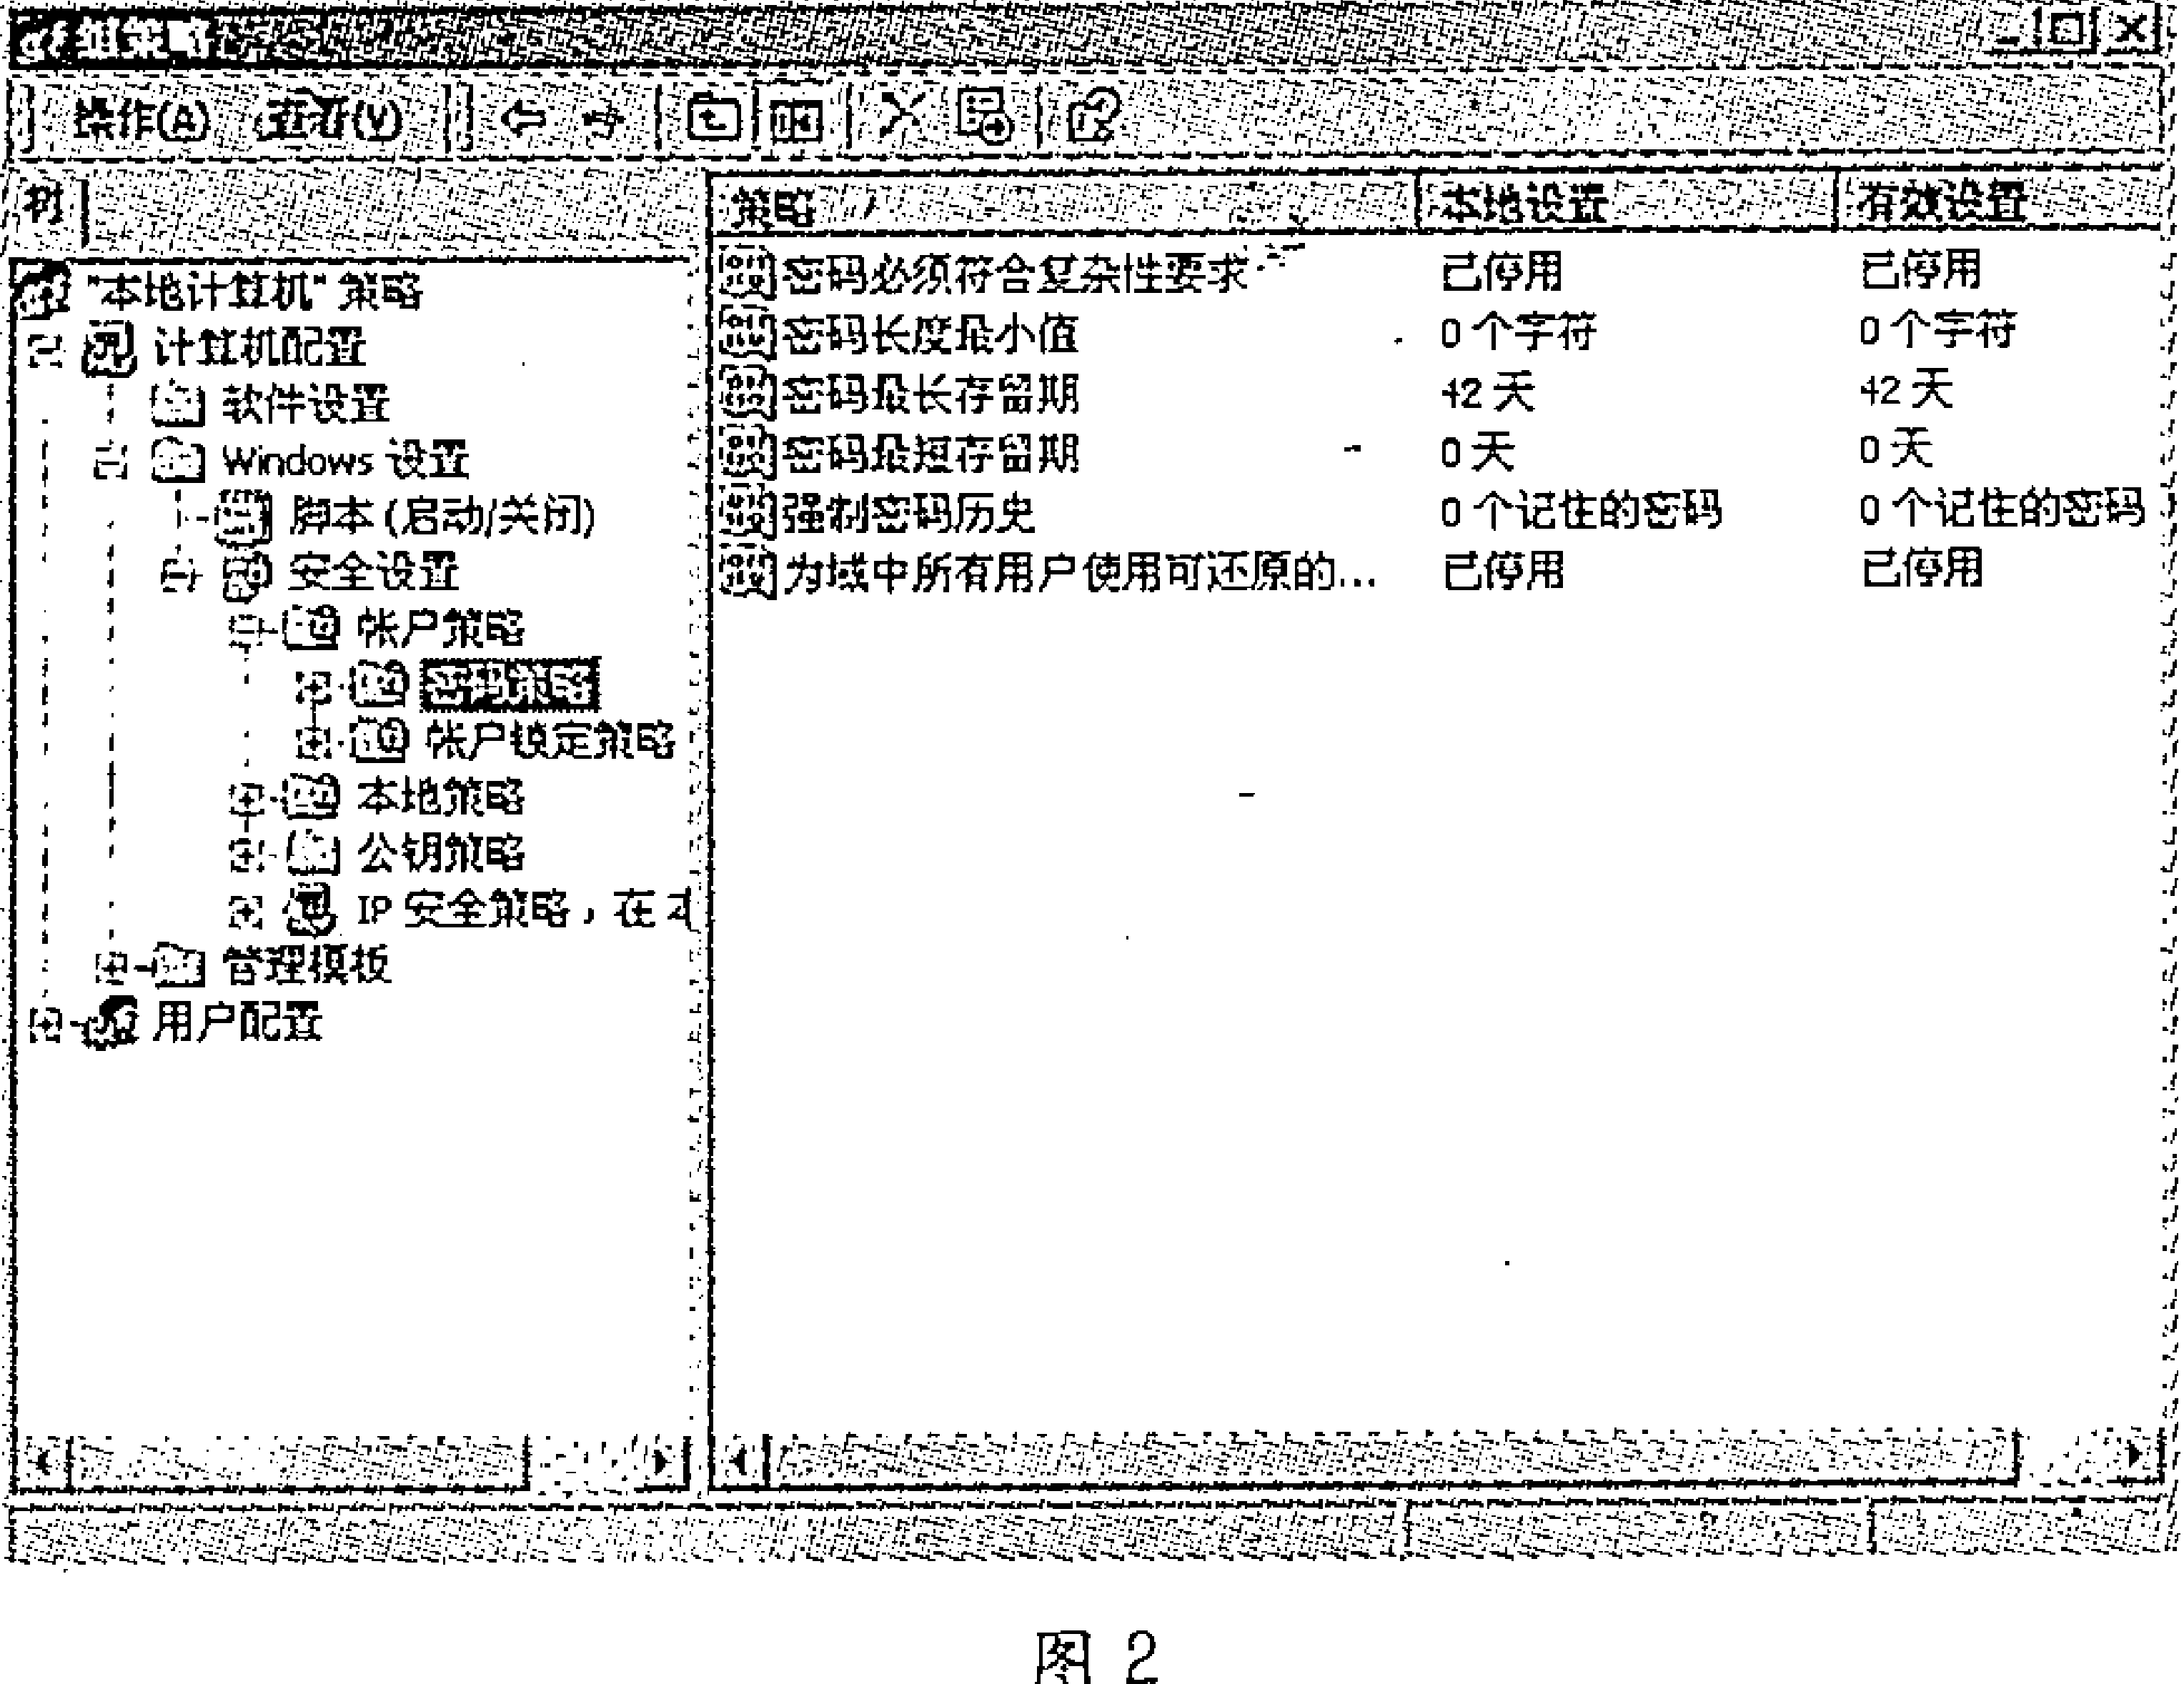 组策略
操作(A) 查看(V)
树
"本地计算机" 策略
计算机配置
软件设置
Windows 设置
脚本 (启动/关闭)
安全设置
帐户策略
密码策略
帐户锁定策略
本地策略
公钥策略
IP 安全策略，在本
管理模板
用户配置
策略 本地设置 有效设置
密码必须符合复杂性要求 已停用 已停用
密码长度最小值 0 个字符 0 个字符
密码最长存留期 42 天 42 天
密码最短存留期 0 天 0 天
强制密码历史 0 个记住的密码 0 个记住的密码
为域中所有用户使用可还原的... 已停用 已停用
图 2